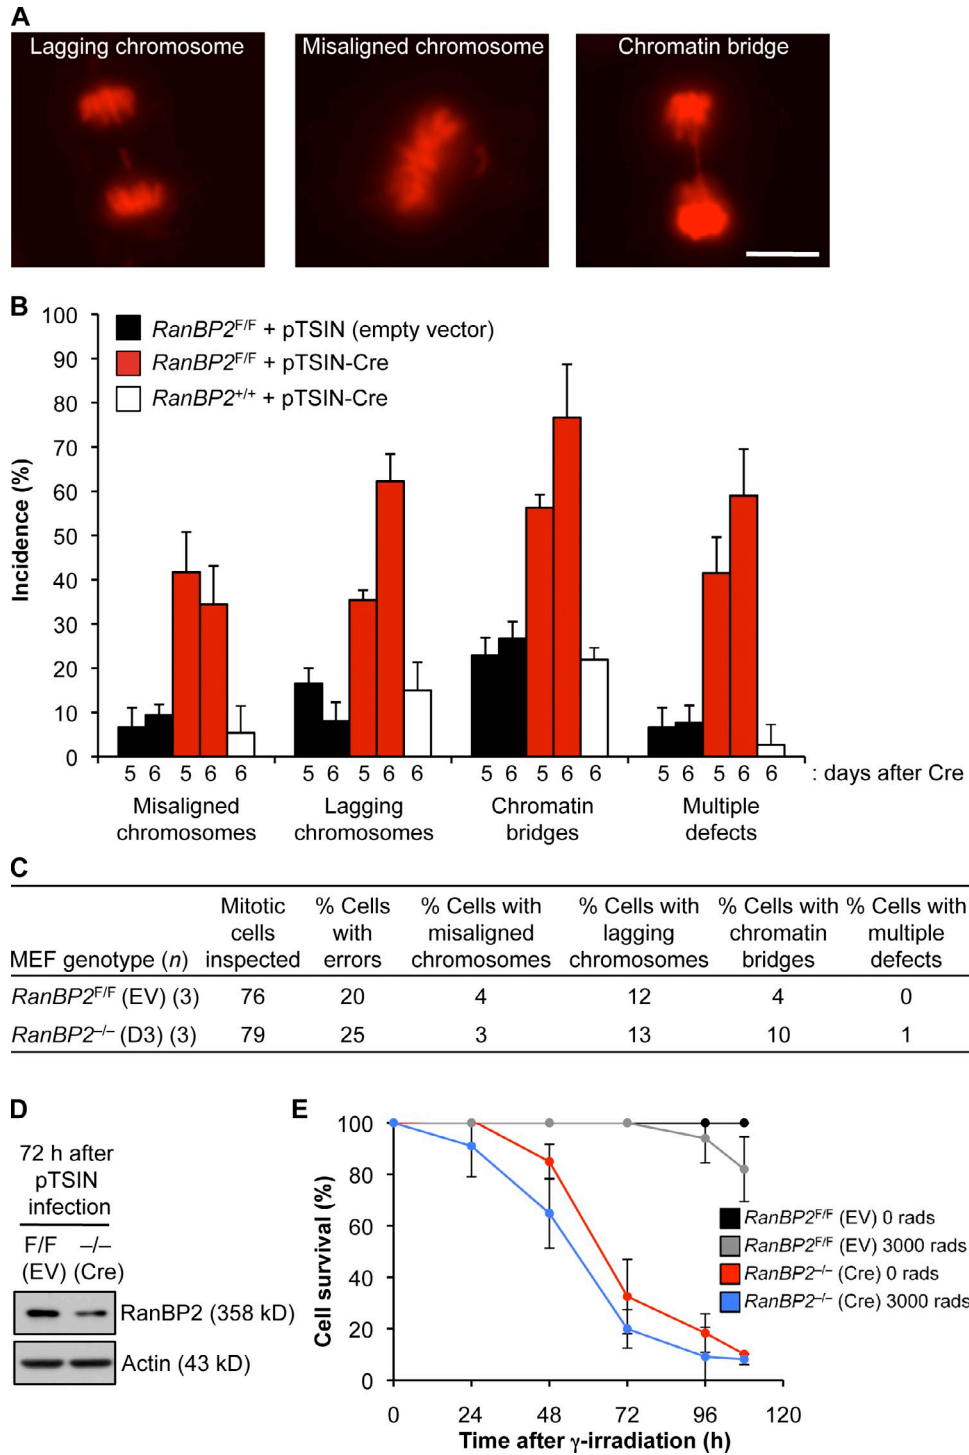 A
Lagging chromosome
Misaligned chromosome
Chromatin bridge
B
100
90
80
70
60
50
40
30
20
10
0
Incidence (%)
RanBP2F/F + pTSIN (empty vector)
RanBP2F/F + pTSIN-Cre
RanBP2+/+ + pTSIN-Cre
5 6 5 6 6 5 6 5 6 6 5 6 5 6 6 5 6 5 6 6 : days after Cre
Misaligned chromosomes
Lagging chromosomes
Chromatin bridges
Multiple defects
C
MEF genotype (n) Mitotic cells inspected % Cells with errors % Cells with misaligned chromosomes % Cells with lagging chromosomes % Cells with chromatin bridges % Cells with multiple defects
RanBP2F/F (EV) (3) 76 20 4 12 4 0
RanBP2–/– (D3) (3) 79 25 3 13 10 1
D
72 h after
pTSIN
infection
F/F –/–
(EV) (Cre)
RanBP2 (358 kD)
Actin (43 kD)
E
100
80
60
40
20
0
Cell survival (%)
RanBP2F/F (EV) 0 rads
RanBP2F/F (EV) 3000 rads
RanBP2–/– (Cre) 0 rads
RanBP2–/– (Cre) 3000 rads
0 24 48 72 96 120
Time after γ-irradiation (h)